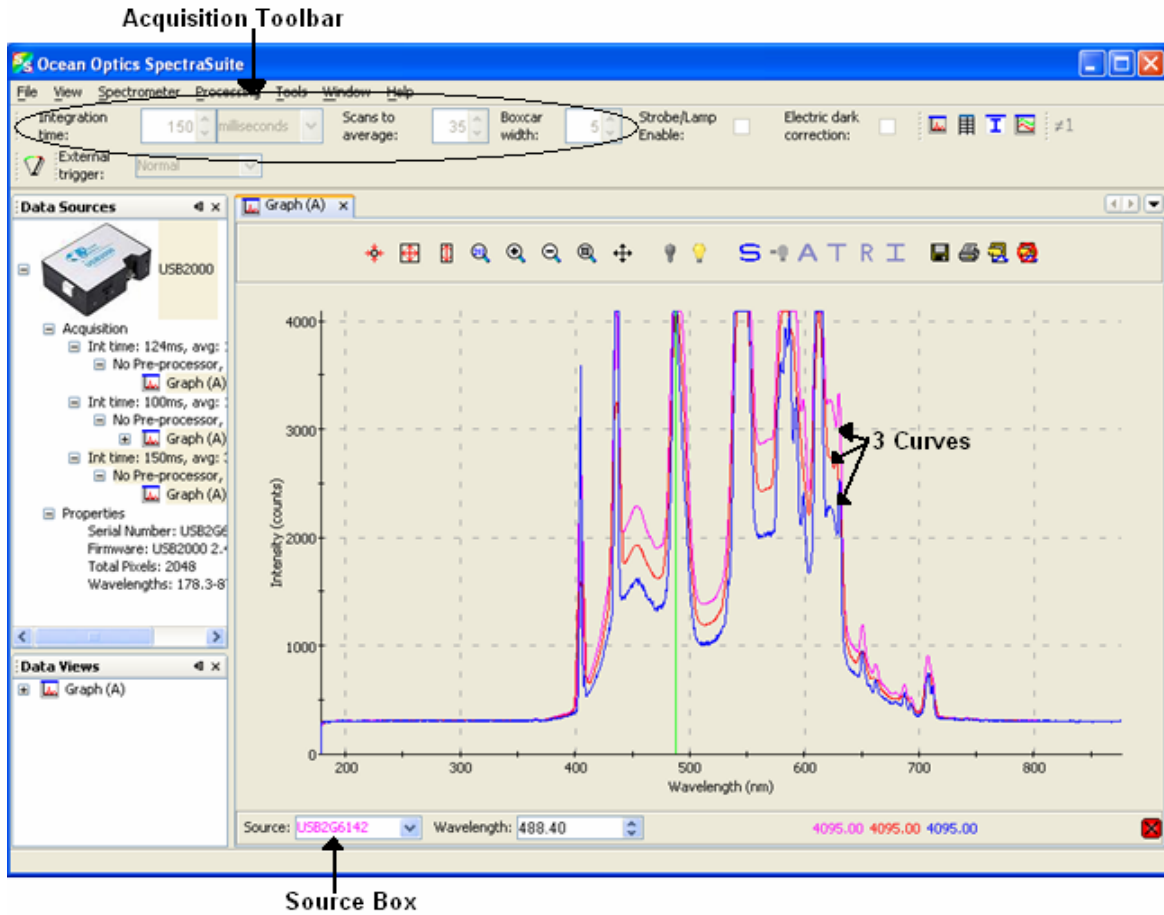 Acquisition Toolbar
Ocean Optics SpectraSuite
File View Spectrometer Processing Tools Window Help
Integration time: 150 milliseconds Scans to average: 35 Boxcar width: 5 Strobe/Lamp Enable: Electric dark correction: ≠1
External trigger: Normal
Data Sources
USB2000
Acquisition
Int time: 124ms, avg:
No Pre-processor,
Graph (A)
Int time: 100ms, avg:
No Pre-processor,
Graph (A)
Int time: 150ms, avg:
No Pre-processor,
Graph (A)
Properties
Serial Number: USB2G6
Firmware: USB2000 2.
Total Pixels: 2048
Wavelengths: 178.3-8
Data Views
Graph (A)
Graph (A)
S A T R I
4000
3000
2000
1000
0
Intensity (counts)
3 Curves
200 300 400 500 600 700 800
Wavelength (nm)
Source: USB2G6142 Wavelength: 488.40 4095.00 4095.00 4095.00
Source Box